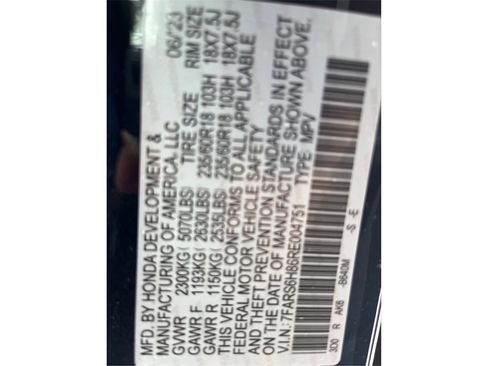 MFD. BY HONDA DEVELOPMENT &
MANUFACTURING OF AMERICA, LLC 06/23
GVWR 2300KG( 5070LBS) TIRE SIZE RIM SIZE
GAWR F 1193KG( 2630LBS) 235/60R18 103H 18X7.5J
GAWR R 1150KG( 2535LBS) 235/60R18 103H 18X7.5J
THIS VEHICLE CONFORMS TO ALL APPLICABLE
FEDERAL MOTOR VEHICLE SAFETY
AND THEFT PREVENTION STANDARDS IN EFFECT
ON THE DATE OF MANUFACTURE SHOWN ABOVE.
V.I.N.: 7FARS6H86RE004751 TYPE: MPV
3D0 R AK6 -B640M -S -E